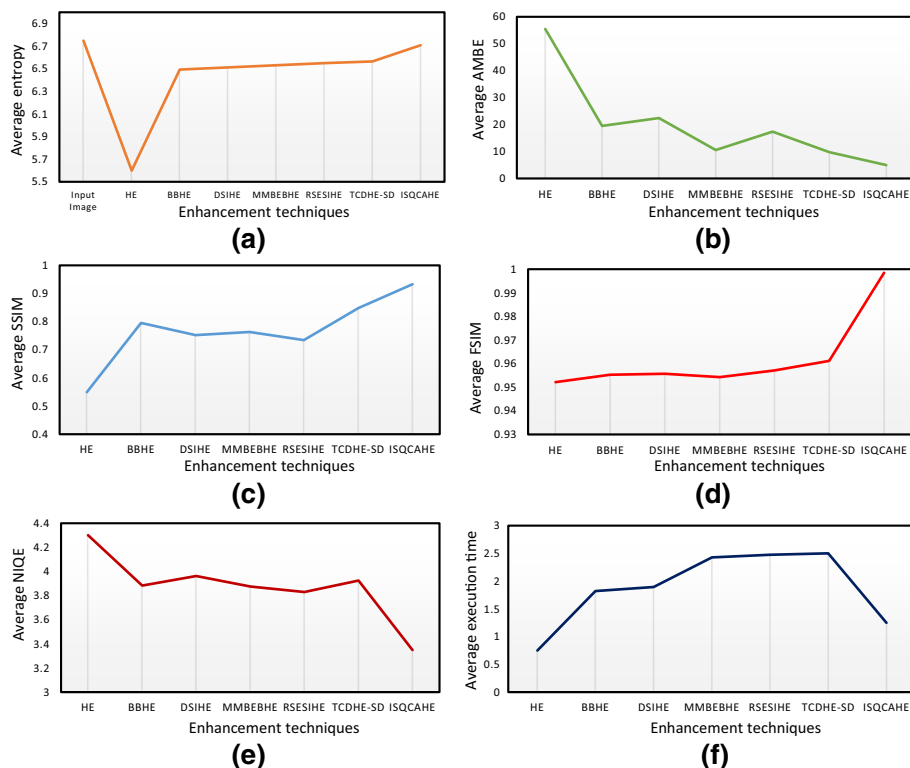 Average entropy
6.9
6.7
6.5
6.3
6.1
5.9
5.7
5.5
Input Image HE BBHE DSIHE MMBEBHE RSESIHE TCDHE-SD ISQCAHE
Enhancement techniques
(a)
Average AMBE
60
50
40
30
20
10
0
HE BBHE DSIHE MMBEBHE RSESIHE TCDHE-SD ISQCAHE
Enhancement techniques
(b)
Average SSIM
1
0.9
0.8
0.7
0.6
0.5
0.4
HE BBHE DSIHE MMBEBHE RSESIHE TCDHE-SD ISQCAHE
Enhancement techniques
(c)
Average FSIM
1
0.99
0.98
0.97
0.96
0.95
0.94
0.93
HE BBHE DSIHE MMBEBHE RSESIHE TCDHE-SD ISQCAHE
Enhancement techniques
(d)
Average NIQE
4.4
4.2
4
3.8
3.6
3.4
3.2
3
HE BBHE DSIHE MMBEBHE RSESIHE TCDHE-SD ISQCAHE
Enhancement techniques
(e)
Average execution time
3
2.5
2
1.5
1
0.5
0
HE BBHE DSIHE MMBEBHE RSESIHE TCDHE-SD ISQCAHE
Enhancement techniques
(f)